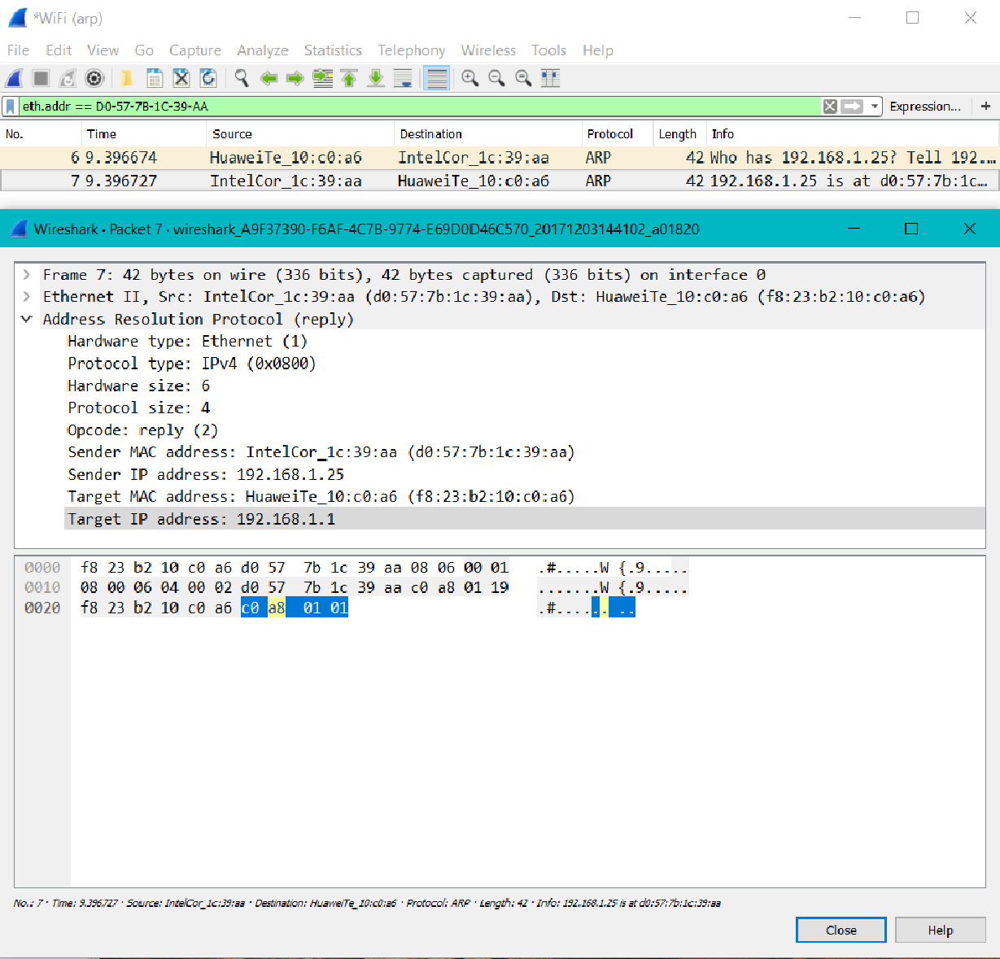 *WiFi (arp)
File Edit View Go Capture Analyze Statistics Telephony Wireless Tools Help
eth.addr == D0-57-7B-1C-39-AA Expression... +
No. Time Source Destination Protocol Length Info
6 9.396674 HuaweiTe_10:c0:a6 IntelCor_1c:39:aa ARP 42 Who has 192.168.1.25? Tell 192....
7 9.396727 IntelCor_1c:39:aa HuaweiTe_10:c0:a6 ARP 42 192.168.1.25 is at d0:57:7b:1c...
Wireshark · Packet 7 · wireshark_A9F37390-F6AF-4C7B-9774-E69D0D46C570_20171203144102_a01820
Frame 7: 42 bytes on wire (336 bits), 42 bytes captured (336 bits) on interface 0
Ethernet II, Src: IntelCor_1c:39:aa (d0:57:7b:1c:39:aa), Dst: HuaweiTe_10:c0:a6 (f8:23:b2:10:c0:a6)
Address Resolution Protocol (reply)
Hardware type: Ethernet (1)
Protocol type: IPv4 (0x0800)
Hardware size: 6
Protocol size: 4
Opcode: reply (2)
Sender MAC address: IntelCor_1c:39:aa (d0:57:7b:1c:39:aa)
Sender IP address: 192.168.1.25
Target MAC address: HuaweiTe_10:c0:a6 (f8:23:b2:10:c0:a6)
Target IP address: 192.168.1.1
0000 f8 23 b2 10 c0 a6 d0 57 7b 1c 39 aa 08 06 00 01 .#.....W {.9.....
0010 08 00 06 04 00 02 d0 57 7b 1c 39 aa c0 a8 01 19 .......W {.9.....
0020 f8 23 b2 10 c0 a6 c0 a8 01 01 .#...... ..
No.: 7 · Time: 9.396727 · Source: IntelCor_1c:39:aa · Destination: HuaweiTe_10:c0:a6 · Protocol: ARP · Length: 42 · Info: 192.168.1.25 is at d0:57:7b:1c:39:aa
Close Help